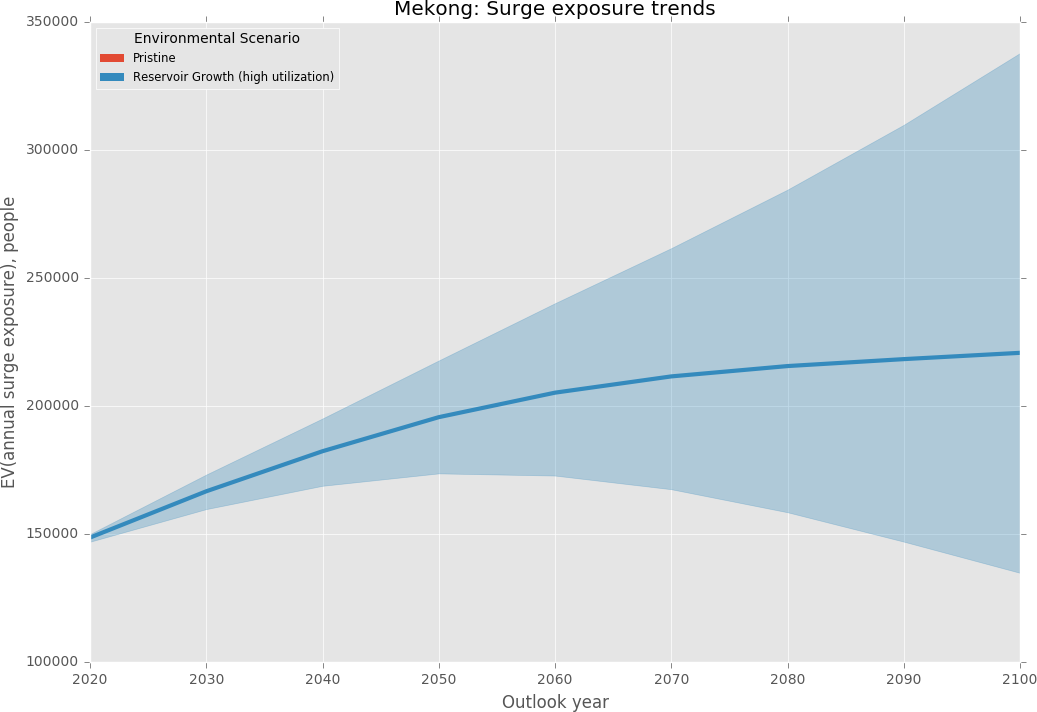 Mekong: Surge exposure trends
350000
300000
250000
200000
150000
100000
EV(annual surge exposure), people
Environmental Scenario
Pristine
Reservoir Growth (high utilization)
2020 2030 2040 2050 2060 2070 2080 2090 2100
Outlook year